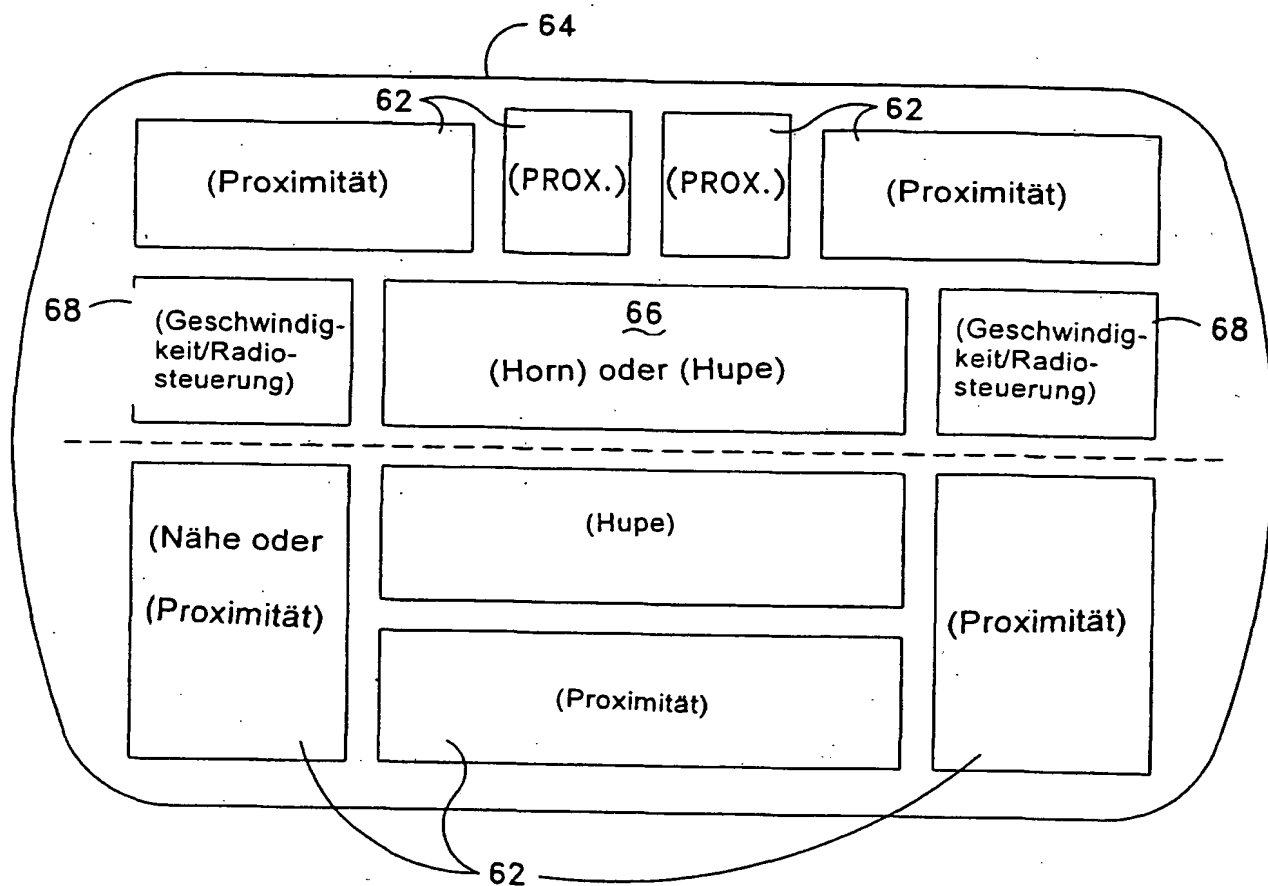 64
62
62
(Proximität)
(PROX.)
(PROX.)
(Proximität)
68
(Geschwindig-
keit/Radio-
steuerung)
66
(Horn) oder (Hupe)
(Geschwindig-
keit/Radio-
steuerung)
68
(Nähe oder
(Proximität)
(Hupe)
(Proximität)
(Proximität)
62